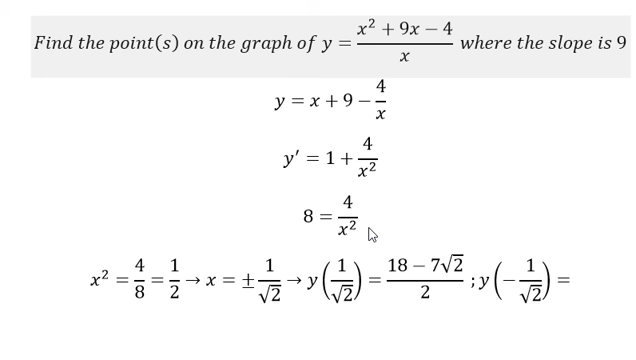 Find the point(s) on the graph of y = (x² + 9x − 4)/x where the slope is 9
y = x + 9 − 4/x
y′ = 1 + 4/x²
8 = 4/x²
x² = 4/8 = 1/2 → x = ± 1/√2 → y(1/√2) = (18 − 7√2)/2 ; y(− 1/√2) =